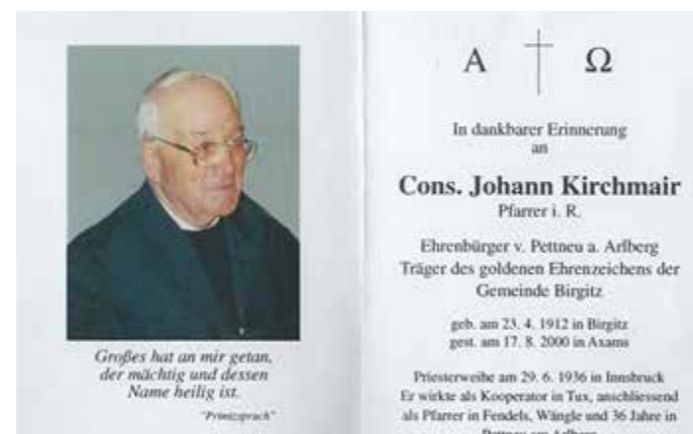 Großes hat an mir getan,
der mächtig und dessen
Name heilig ist.
"Primizspruch"
Α Ω
In dankbarer Erinnerung
an
Cons. Johann Kirchmair
Pfarrer i. R.
Ehrenbürger v. Pettneu a. Arlberg
Träger des goldenen Ehrenzeichens der
Gemeinde Birgitz
geb. am 23. 4. 1912 in Birgitz
gest. am 17. 8. 2000 in Axams
Priesterweihe am 29. 6. 1936 in Innsbruck
Er wirkte als Kooperator in Tux, anschließend
als Pfarrer in Fendels, Wängle und 36 Jahre in
Pettneu am Arlberg